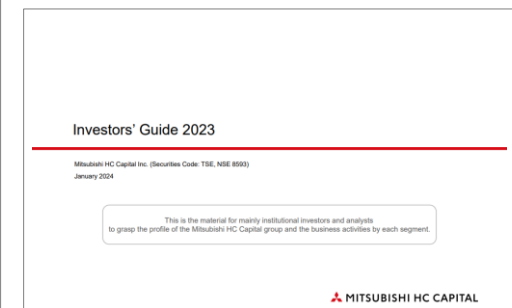 Investors' Guide 2023
Mitsubishi HC Capital Inc. (Securities Code: TSE, NSE 8593)
January 2024
This is the material for mainly institutional investors and analysts
to grasp the profile of the Mitsubishi HC Capital group and the business activities by each segment.
MITSUBISHI HC CAPITAL